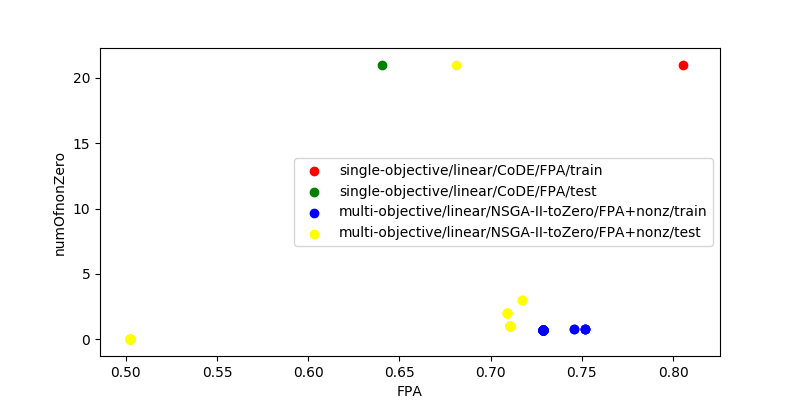 20
15
10
5
0
numOfnonZero
single-objective/linear/CoDE/FPA/train
single-objective/linear/CoDE/FPA/test
multi-objective/linear/NSGA-II-toZero/FPA+nonz/train
multi-objective/linear/NSGA-II-toZero/FPA+nonz/test
0.50 0.55 0.60 0.65 0.70 0.75 0.80
FPA